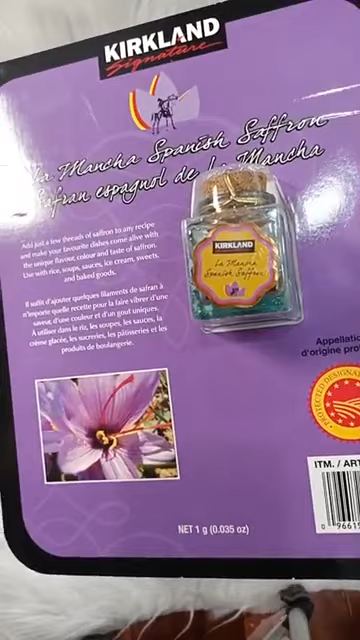 KIRKLAND
Signature
La Mancha Spanish Saffron
Safran espagnol de La Mancha
Add just a few threads of saffron to any recipe
and make your favourite dishes come alive with
the unique flavour, colour and taste of saffron.
Use with rice, soups, sauces, ice cream, sweets,
and baked goods.
Il suffit d'ajouter quelques filaments de safran à
n'importe quelle recette pour la faire vibrer d'une
saveur, d'une couleur et d'un goût uniques.
À utiliser dans le riz, les soupes, les sauces, la
crème glacée, les sucreries, les pâtisseries et les
produits de boulangerie.
KIRKLAND
La Mancha
Spanish Saffron
Appellatio
d'origine pro
PROTECTED DESIGNAT
ITM. / ART
0 96615
NET 1 g (0.035 oz)